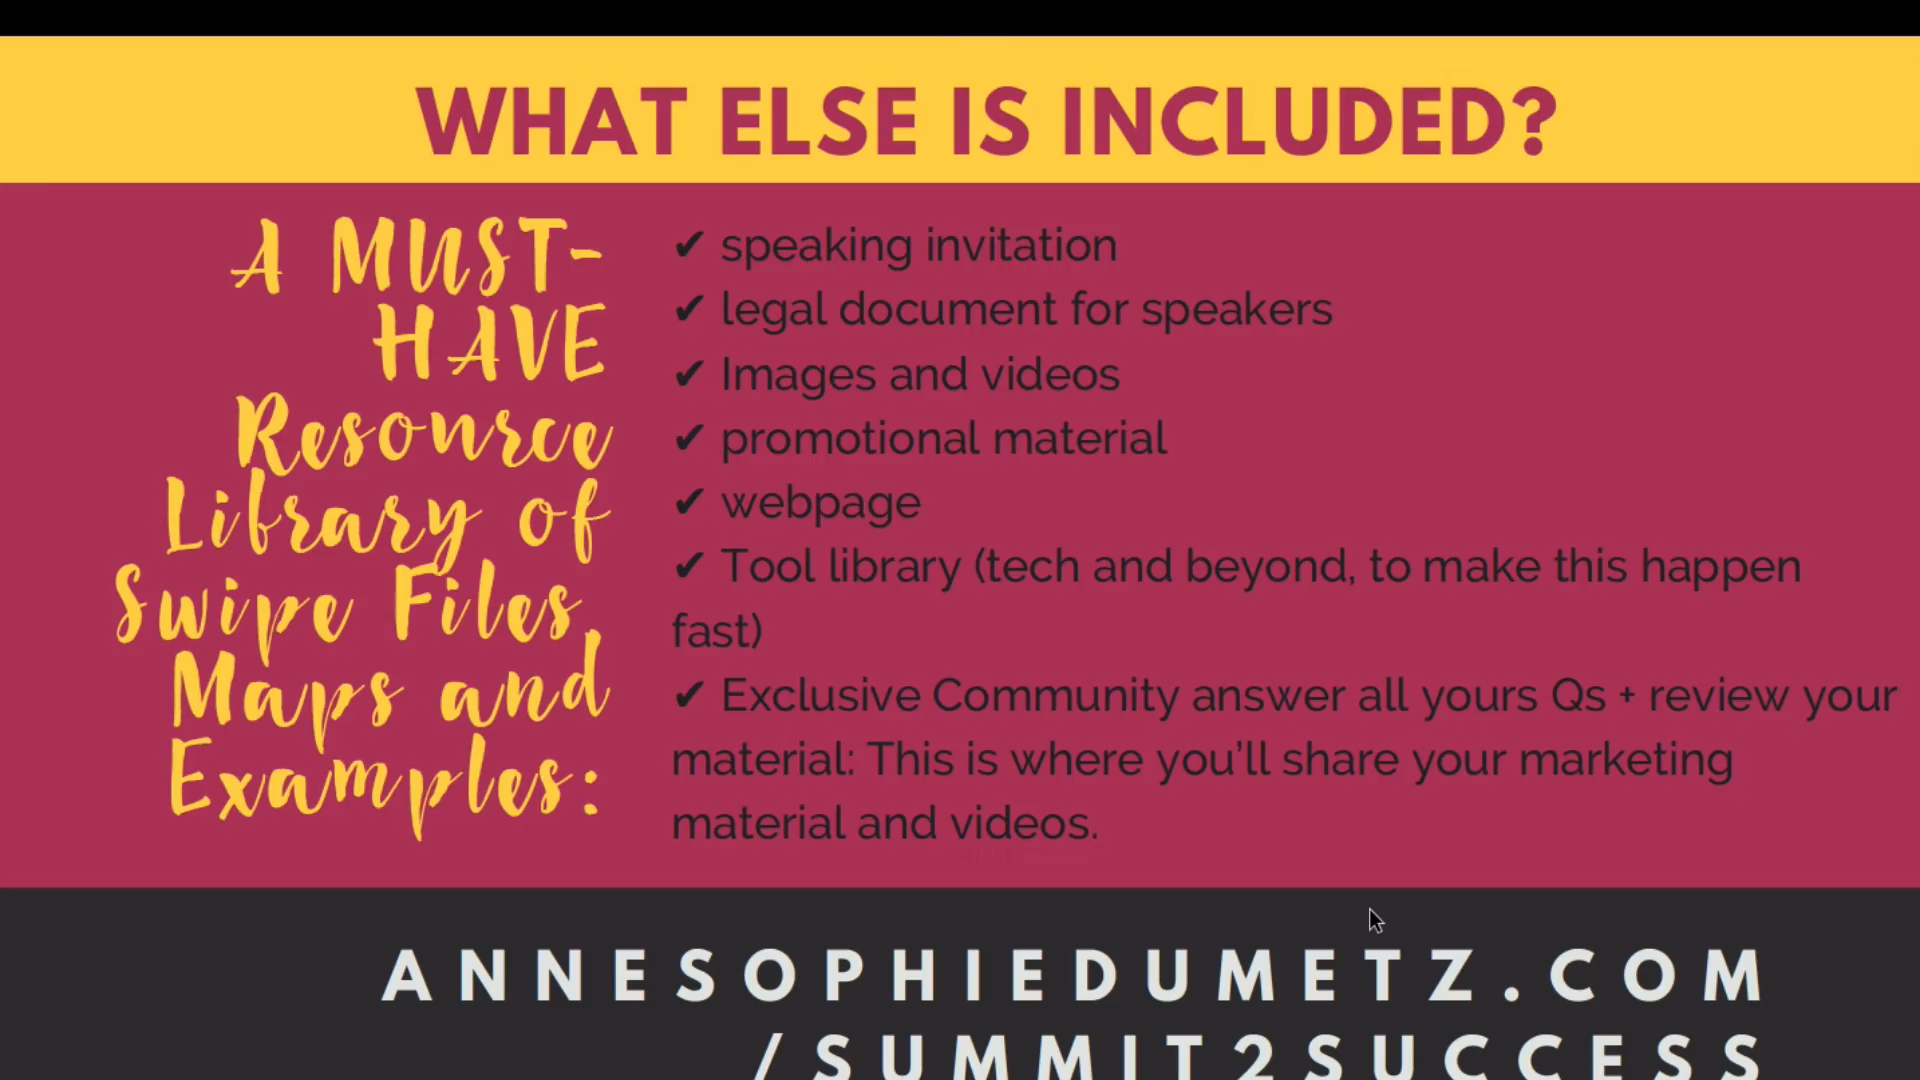 WHAT ELSE IS INCLUDED?
A MUST-
HAVE
Resource
Library of
Swipe Files,
Maps and
Examples:
✔ speaking invitation
✔ legal document for speakers
✔ Images and videos
✔ promotional material
✔ webpage
✔ Tool library (tech and beyond, to make this happen
fast)
✔ Exclusive Community answer all yours Qs + review your
material: This is where you’ll share your marketing
material and videos.
ANNESOPHIEDUMETZ.COM
/SUMMIT2SUCCESS